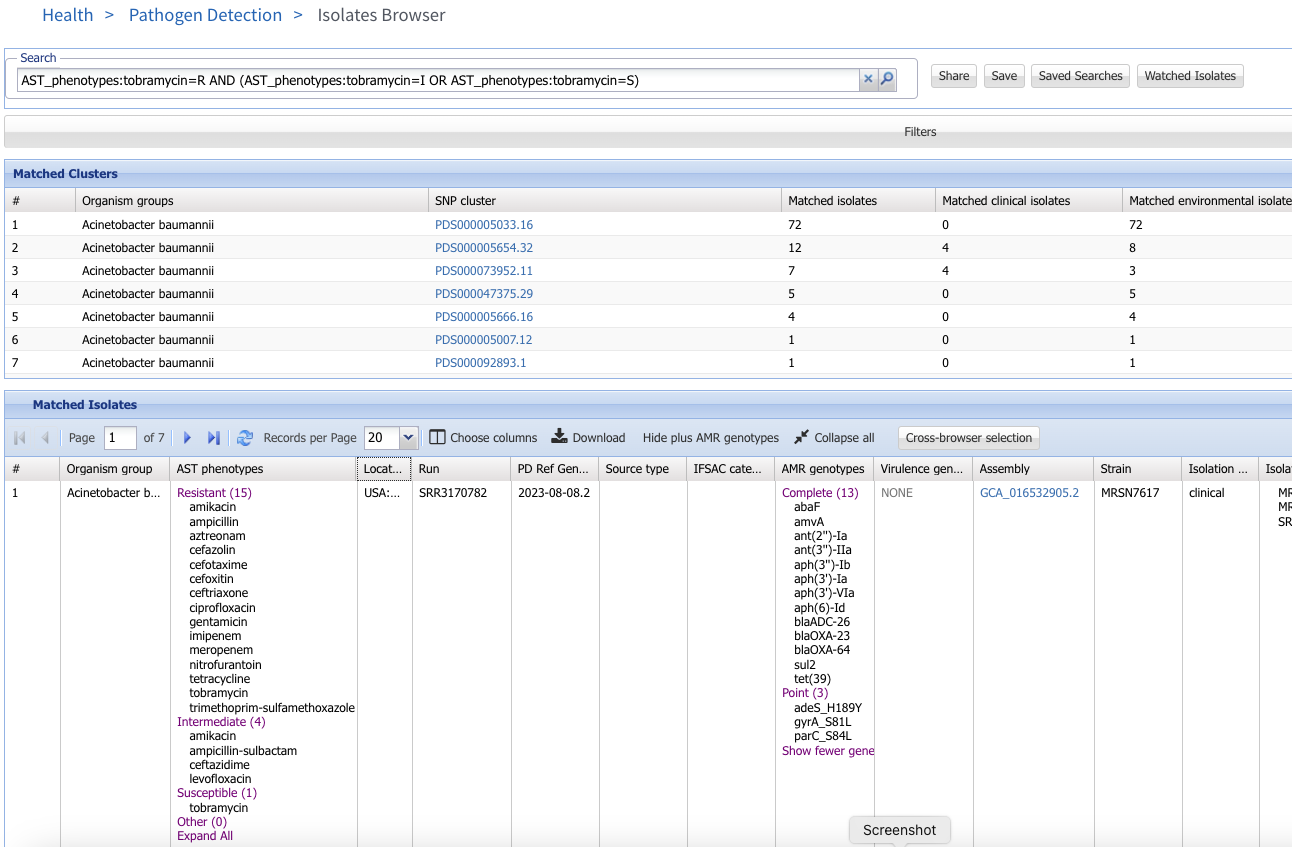 Health > Pathogen Detection > Isolates Browser
Search
AST_phenotypes:tobramycin=R AND (AST_phenotypes:tobramycin=I OR AST_phenotypes:tobramycin=S)
Share Save Saved Searches Watched Isolates
Filters
Matched Clusters
# Organism groups SNP cluster Matched isolates Matched clinical isolates Matched environmental isolate
1 Acinetobacter baumannii PDS000005033.16 72 0 72
2 Acinetobacter baumannii PDS000005654.32 12 4 8
3 Acinetobacter baumannii PDS000073952.11 7 4 3
4 Acinetobacter baumannii PDS000047375.29 5 0 5
5 Acinetobacter baumannii PDS000005666.16 4 0 4
6 Acinetobacter baumannii PDS000005007.12 1 0 1
7 Acinetobacter baumannii PDS000092893.1 1 0 1
Matched Isolates
Page 1 of 7 Records per Page 20 Choose columns Download Hide plus AMR genotypes Collapse all Cross-browser selection
# Organism group AST phenotypes Locat... Run PD Ref Gen... Source type IFSAC cate... AMR genotypes Virulence gen... Assembly Strain Isolation ... Isola
1 Acinetobacter b... Resistant (15) USA:... SRR3170782 2023-08-08.2 Complete (13) NONE GCA_016532905.2 MRSN7617 clinical MR
amikacin abaF MR
ampicillin amvA SR
aztreonam ant(2")-Ia
cefazolin ant(3")-IIa
cefotaxime aph(3")-Ib
cefoxitin aph(3')-Ia
ceftriaxone aph(3')-VIa
ciprofloxacin aph(6)-Id
gentamicin blaADC-26
imipenem blaOXA-23
meropenem blaOXA-64
nitrofurantoin sul2
tetracycline tet(39)
tobramycin Point (3)
trimethoprim-sulfamethoxazole adeS_H189Y
Intermediate (4) gyrA_S81L
amikacin parC_S84L
ampicillin-sulbactam Show fewer gene
ceftazidime
levofloxacin
Susceptible (1)
tobramycin
Other (0)
Expand All
Screenshot